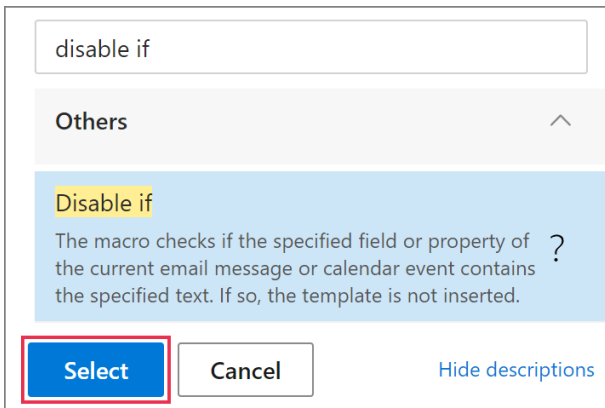 disable if
Others
Disable if
The macro checks if the specified field or property of
the current email message or calendar event contains
the specified text. If so, the template is not inserted.
?
Select Cancel Hide descriptions